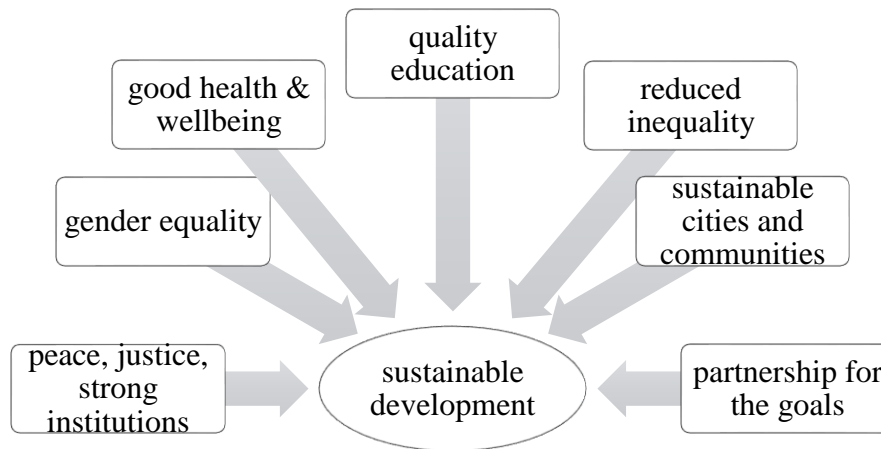 quality
education
good health &
wellbeing
reduced
inequality
gender equality
sustainable
cities and
communities
peace, justice,
strong
institutions
sustainable
development
partnership for
the goals